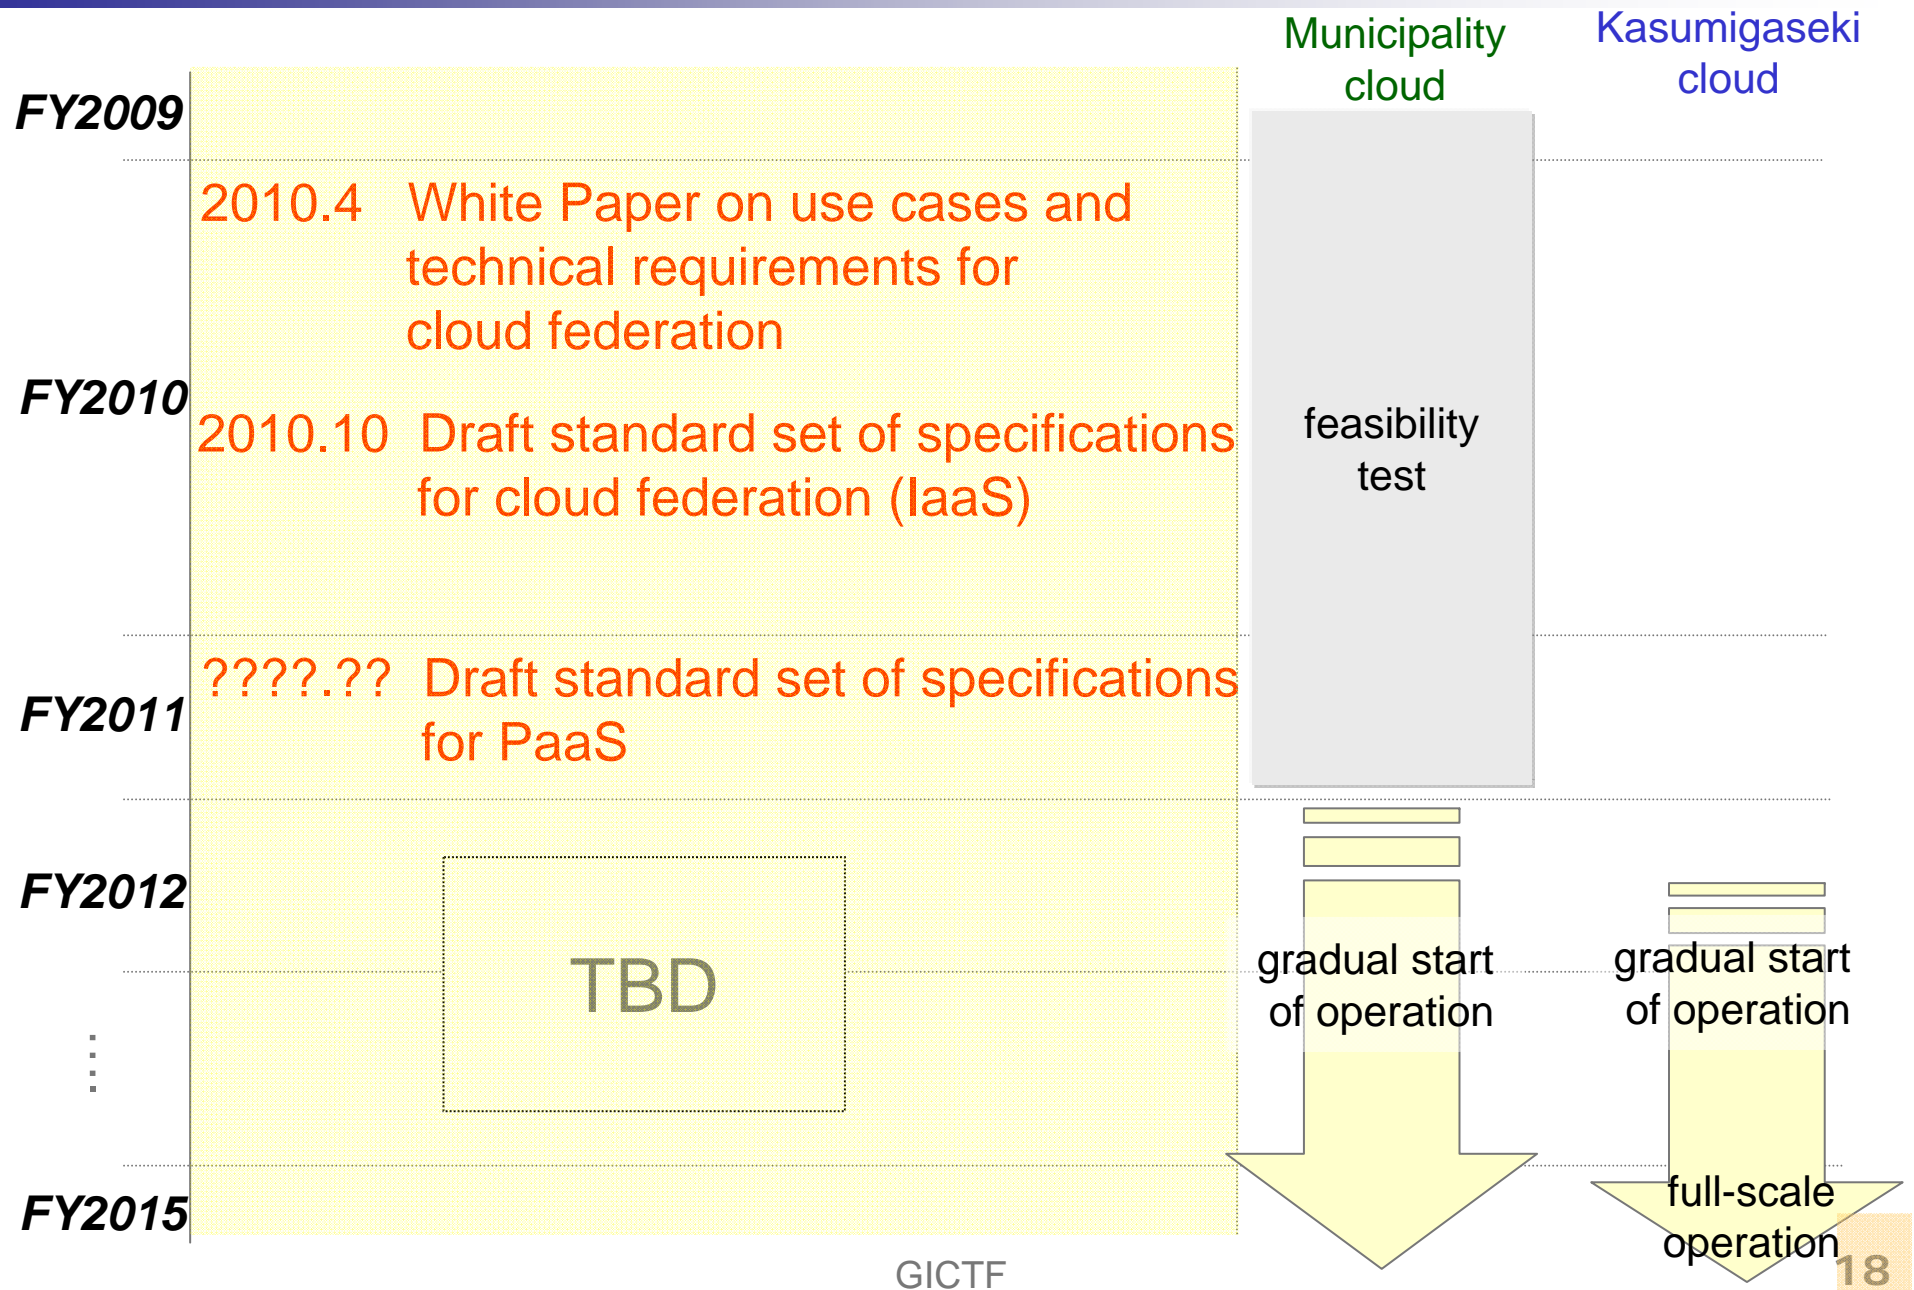 Municipality
cloud
Kasumigaseki
cloud
FY2009
2010.4 White Paper on use cases and
technical requirements for
cloud federation
FY2010
2010.10 Draft standard set of specifications
for cloud federation (IaaS)
feasibility
test
????.?? Draft standard set of specifications
for PaaS
FY2011
FY2012
TBD
gradual start
of operation
gradual start
of operation
FY2015
full-scale
operation
GICTF
18